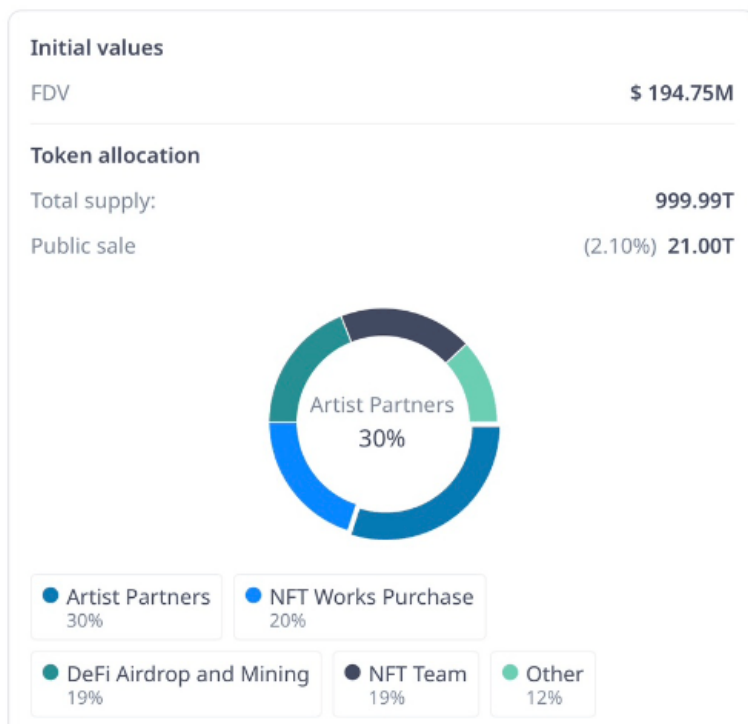 Initial values
FDV $ 194.75M
Token allocation
Total supply: 999.99T
Public sale (2.10%) 21.00T
Artist Partners
30%
Artist Partners NFT Works Purchase
30% 20%
DeFi Airdrop and Mining NFT Team Other
19% 19% 12%